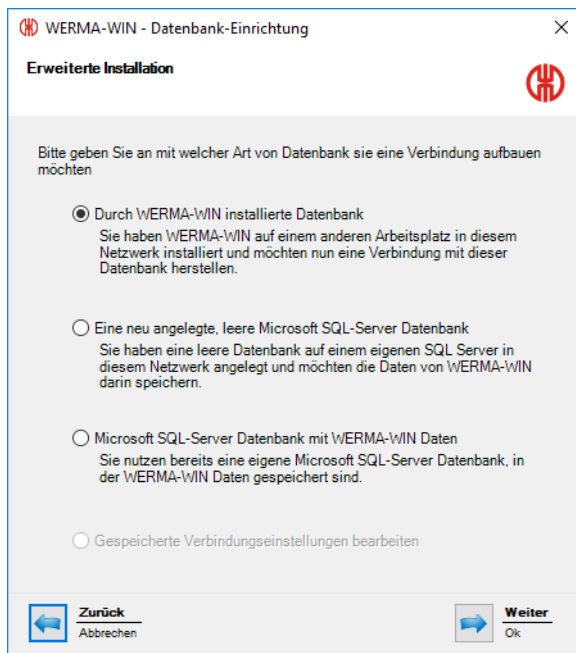 WERMA-WIN - Datenbank-Einrichtung
Erweiterte Installation
Bitte geben Sie an mit welcher Art von Datenbank sie eine Verbindung aufbauen
möchten
Durch WERMA-WIN installierte Datenbank
Sie haben WERMA-WIN auf einem anderen Arbeitsplatz in diesem
Netzwerk installiert und möchten nun eine Verbindung mit dieser
Datenbank herstellen.
Eine neu angelegte, leere Microsoft SQL-Server Datenbank
Sie haben eine leere Datenbank auf einem eigenen SQL Server in
diesem Netzwerk angelegt und möchten die Daten von WERMA-WIN
darin speichern.
Microsoft SQL-Server Datenbank mit WERMA-WIN Daten
Sie nutzen bereits eine eigene Microsoft SQL-Server Datenbank, in
der WERMA-WIN Daten gespeichert sind.
Gespeicherte Verbindungseinstellungen bearbeiten
Zurück
Abbrechen
Weiter
Ok